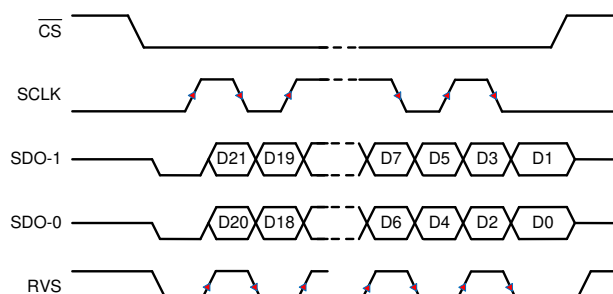 CS
SCLK
SDO-1 D21 D19 D7 D5 D3 D1
SDO-0 D20 D18 D6 D4 D2 D0
RVS